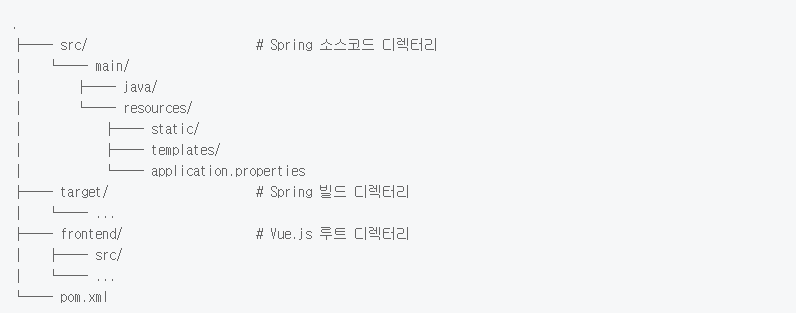 .
├── src/                        # Spring 소스코드 디렉터리
│   └── main/
│       ├── java/
│       └── resources/
│           ├── static/
│           ├── templates/
│           └── application.properties
├── target/                     # Spring 빌드 디렉터리
│   └── ...
├── frontend/                   # Vue.js 루트 디렉터리
│   ├── src/
│   └── ...
└── pom.xml